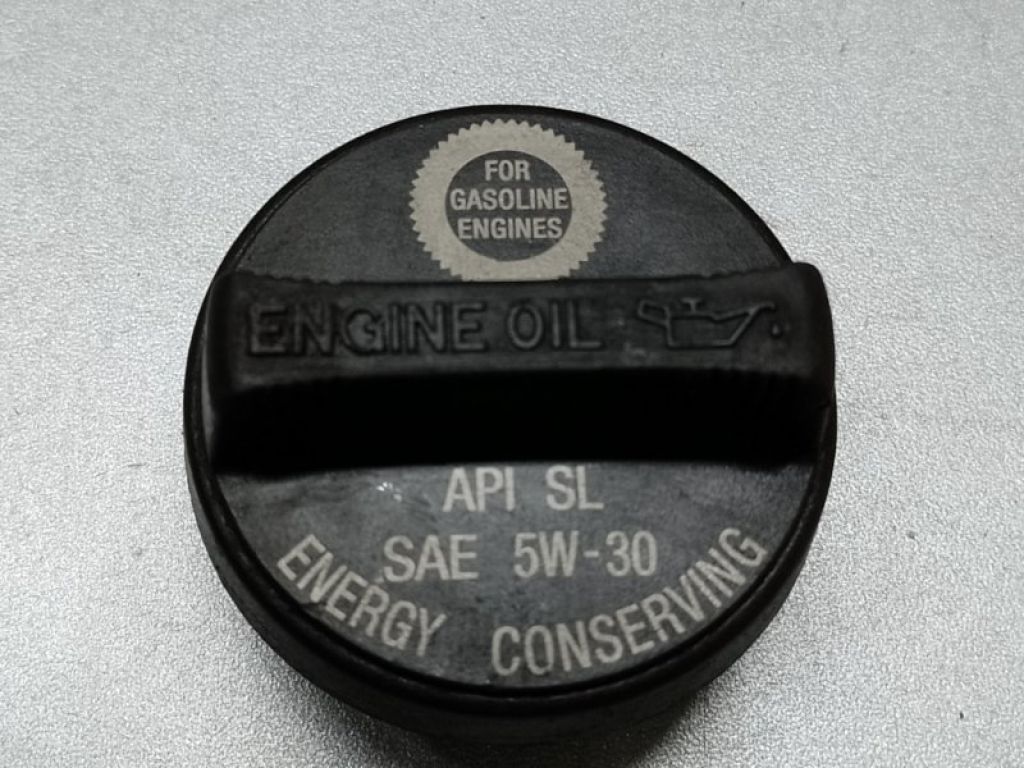 FOR
GASOLINE
ENGINES
ENGINE OIL
API SL
SAE 5W-30
ENERGY CONSERVING